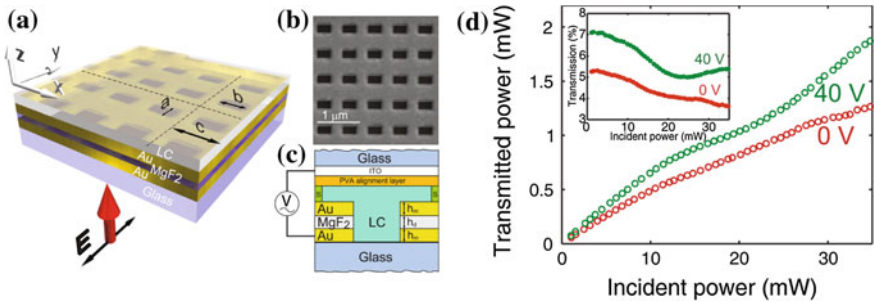 (a)
z
y
x
a
b
c
LC
Au
MgF2
Au
Glass
E
(b)
1 μm
(c)
Glass
ITO
PVA alignment layer
V
Au
MgF2
Au
LC
hm
hd
hm
Glass
(d)
Transmitted power (mW)
2
1.5
1
0.5
0
0
10
20
30
Incident power (mW)
40 V
0 V
Transmission (%)
8
7
6
5
4
3
0
10
20
30
Incident power (mW)
40 V
0 V